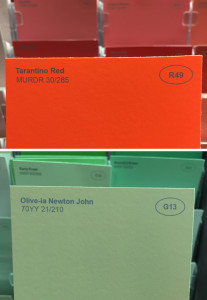 Tarantino Red
MURDR 30/285
R49
Olive-ia Newton John
70YY 21/210
G13